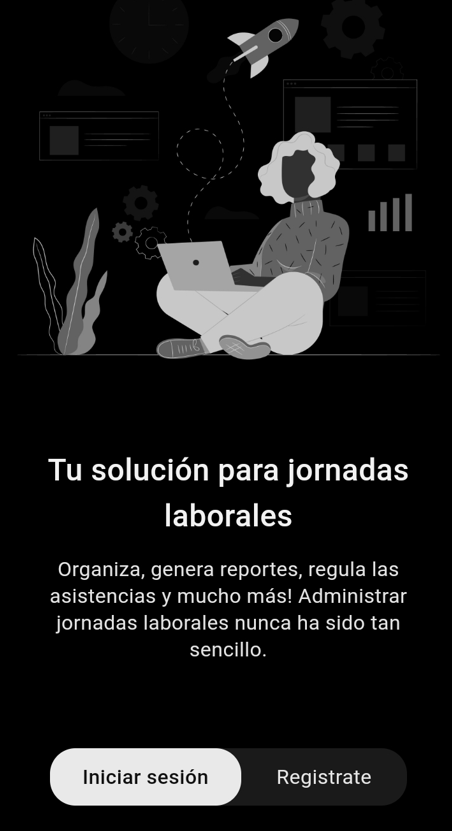 Tu solución para jornadas
laborales
Organiza, genera reportes, regula las
asistencias y mucho más! Administrar
jornadas laborales nunca ha sido tan
sencillo.
Iniciar sesión
Registrate